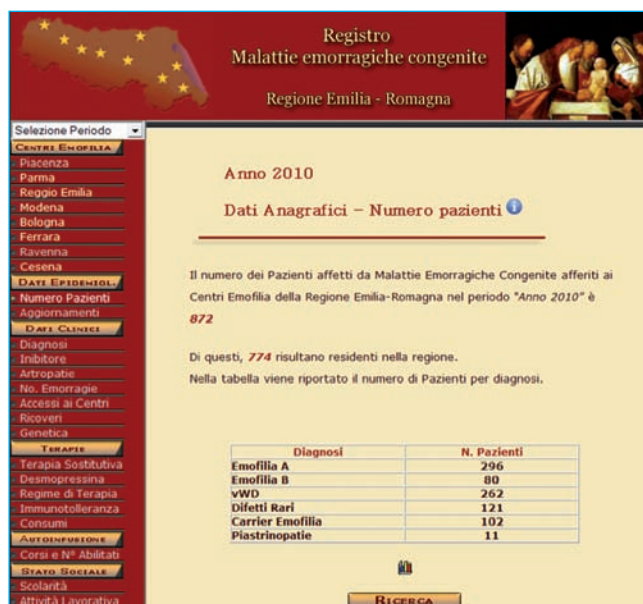 Registro
Malattie emorragiche congenite
Regione Emilia - Romagna
Selezione Periodo
CENTRI EMOFILIA
Piacenza
Parma
Reggio Emilia
Modena
Bologna
Ferrara
Ravenna
Cesena
DATI EPIDEMIOL.
Numero Pazienti
Aggiornamenti
DATI CLINICI
Diagnosi
Inibitore
Artropatie
No. Emorragie
Accessi ai Centri
Ricoveri
Genetica
TERAPIE
Terapia Sostitutiva
Desmopressina
Regime di Terapia
Immunotolleranza
Consumi
AUTOINFUSIONE
Corsi e N° Abilitati
STATO SOCIALE
Scolarità
Attività Lavorativa
Anno 2010
Dati Anagrafici – Numero pazienti i
Il numero dei Pazienti affetti da Malattie Emorragiche Congenite afferiti ai
Centri Emofilia della Regione Emilia-Romagna nel periodo "Anno 2010" è
872
Di questi, 774 risultano residenti nella regione.
Nella tabella viene riportato il numero di Pazienti per diagnosi.
Diagnosi N. Pazienti
Emofilia A 296
Emofilia B 80
vWD 262
Difetti Rari 121
Carrier Emofilia 102
Piastrinopatie 11
RICERCA